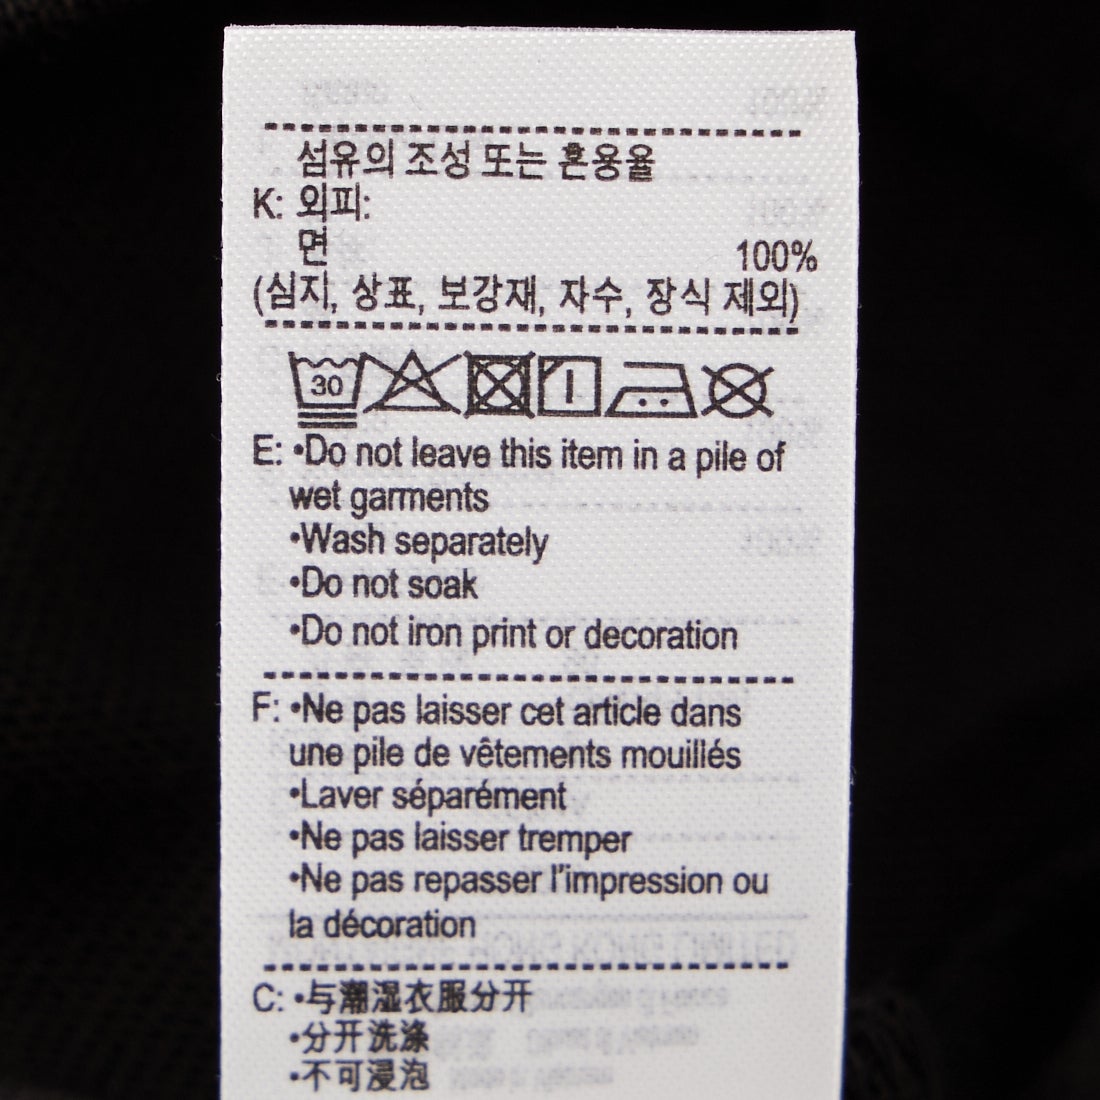 섬유의 조성 또는 혼용율
K: 외피:
면 100%
(심지, 상표, 보강재, 자수, 장식 제외)
30
E: •Do not leave this item in a pile of
wet garments
•Wash separately
•Do not soak
•Do not iron print or decoration
F: •Ne pas laisser cet article dans
une pile de vêtements mouillés
•Laver séparément
•Ne pas laisser tremper
•Ne pas repasser l'impression ou
la décoration
C: •与潮湿衣服分开
•分开洗涤
•不可浸泡